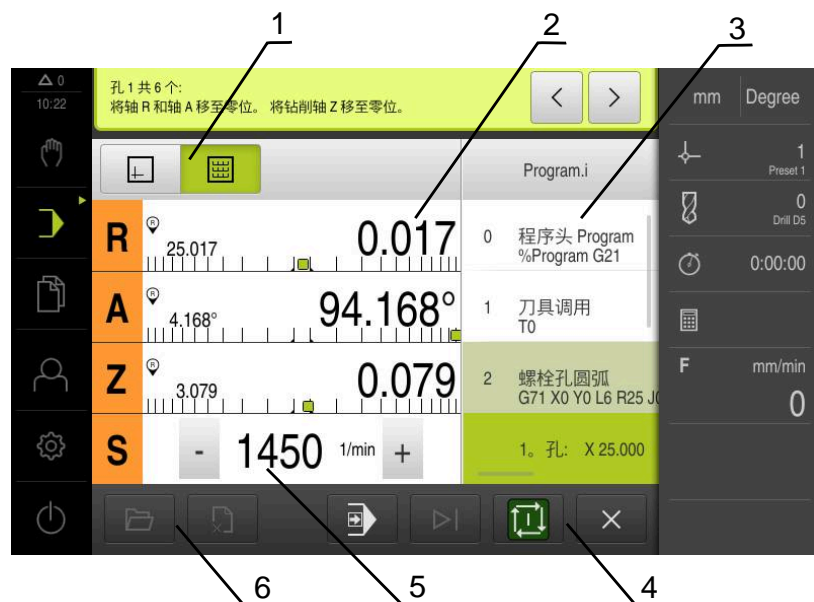 1
2
3
0
10:22
孔 1 共 6 个:
将轴 R 和轴 A 移至零位。 将钻削轴 Z 移至零位。
< >
mm Degree
1
Preset 1
0
Drill D5
0:00:00
F mm/min
0
Program.i
R R 25.017 0.017
A R 4.168° 94.168°
Z R 3.079 0.079
S - 1450 1/min +
0 程序头 Program
%Program G21
1 刀具调用
T0
2 螺栓孔圆弧
G71 X0 Y0 L6 R25 J
1。孔: X 25.000
6
5
4